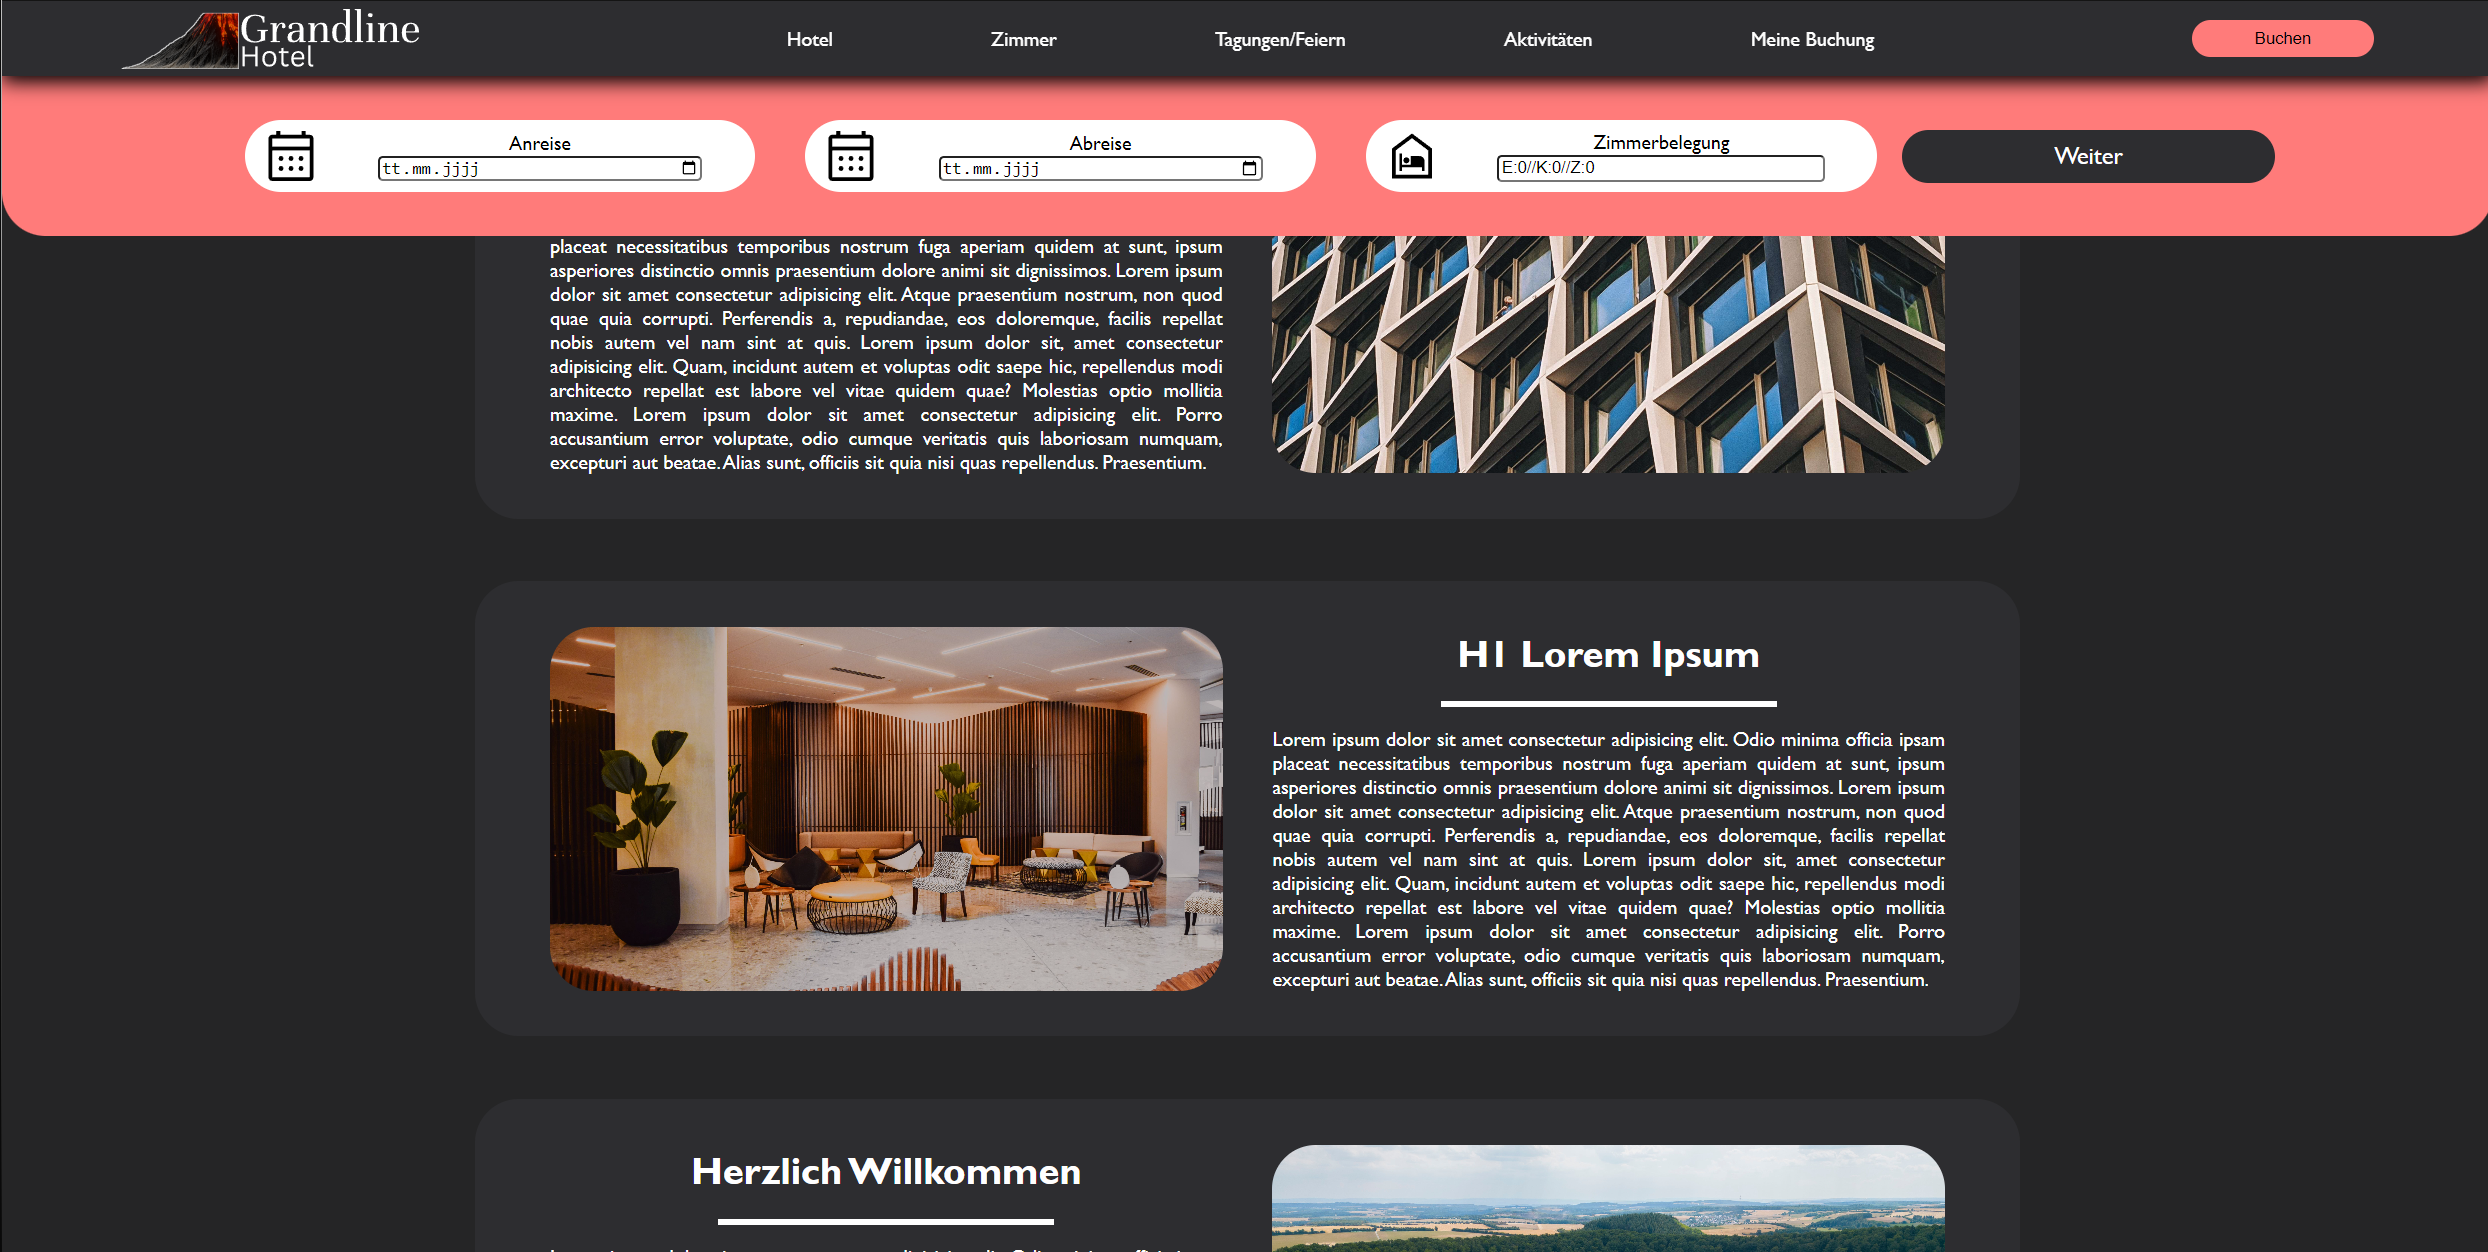 Grandline
Hotel
Hotel
Zimmer
Tagungen/Feiern
Aktivitäten
Meine Buchung
Buchen
Anreise
tt.mm.jjjj
Abreise
tt.mm.jjjj
Zimmerbelegung
E:0//K:0//Z:0
Weiter
placeat necessitatibus temporibus nostrum fuga aperiam quidem at sunt, ipsum
asperiores distinctio omnis praesentium dolore animi sit dignissimos. Lorem ipsum
dolor sit amet consectetur adipisicing elit. Atque praesentium nostrum, non quod
quae quia corrupti. Perferendis a, repudiandae, eos doloremque, facilis repellat
nobis autem vel nam sint at quis. Lorem ipsum dolor sit, amet consectetur
adipisicing elit. Quam, incidunt autem et voluptas odit saepe hic, repellendus modi
architecto repellat est labore vel vitae quidem quae? Molestias optio mollitia
maxime. Lorem ipsum dolor sit amet consectetur adipisicing elit. Porro
accusantium error voluptate, odio cumque veritatis quis laboriosam numquam,
excepturi aut beatae. Alias sunt, officiis sit quia nisi quas repellendus. Praesentium.
H1 Lorem Ipsum
Lorem ipsum dolor sit amet consectetur adipisicing elit. Odio minima officia ipsam
placeat necessitatibus temporibus nostrum fuga aperiam quidem at sunt, ipsum
asperiores distinctio omnis praesentium dolore animi sit dignissimos. Lorem ipsum
dolor sit amet consectetur adipisicing elit. Atque praesentium nostrum, non quod
quae quia corrupti. Perferendis a, repudiandae, eos doloremque, facilis repellat
nobis autem vel nam sint at quis. Lorem ipsum dolor sit, amet consectetur
adipisicing elit. Quam, incidunt autem et voluptas odit saepe hic, repellendus modi
architecto repellat est labore vel vitae quidem quae? Molestias optio mollitia
maxime. Lorem ipsum dolor sit amet consectetur adipisicing elit. Porro
accusantium error voluptate, odio cumque veritatis quis laboriosam numquam,
excepturi aut beatae. Alias sunt, officiis sit quia nisi quas repellendus. Praesentium.
Herzlich Willkommen